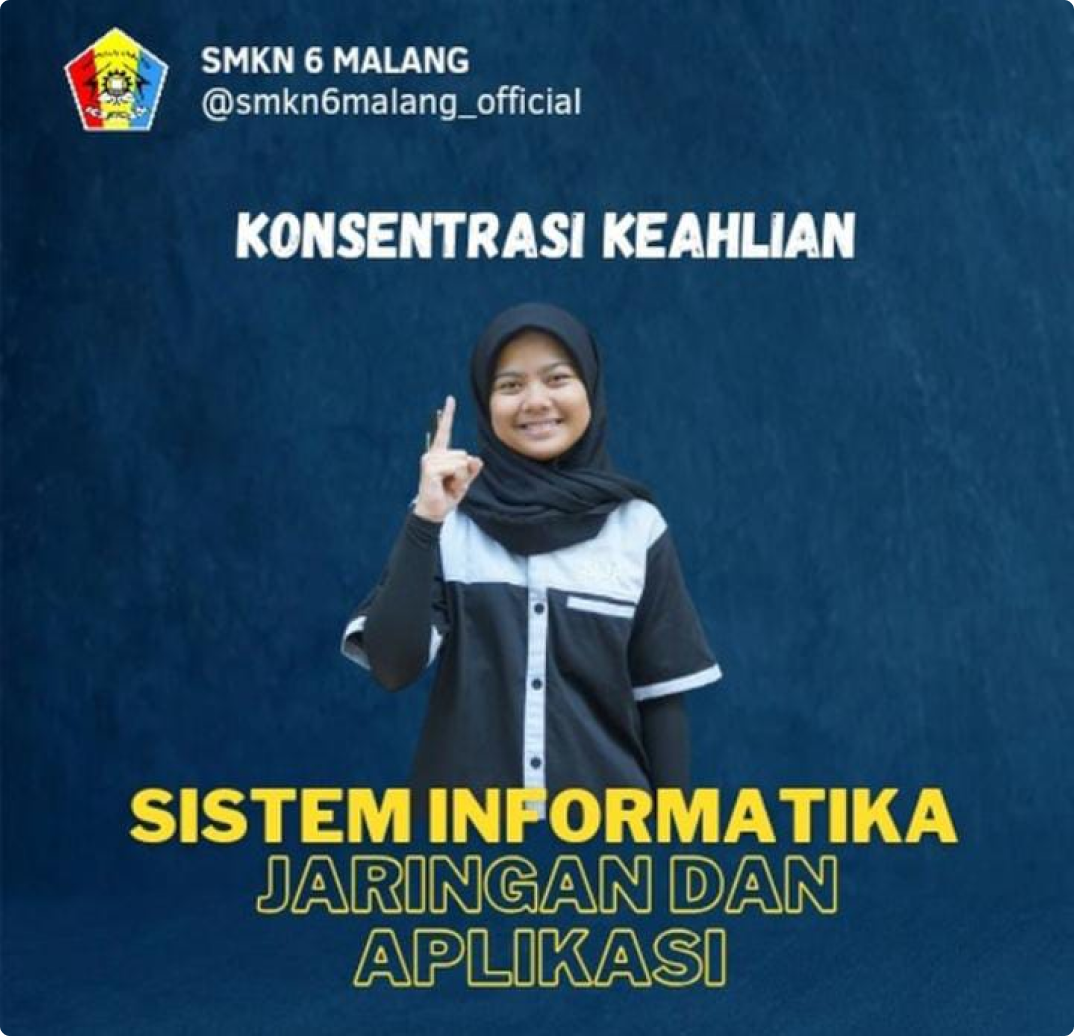 SMKN 6 MALANG
@smkn6malang_official
KONSENTRASI KEAHLIAN
SISTEM INFORMATIKA
JARINGAN DAN
APLIKASI